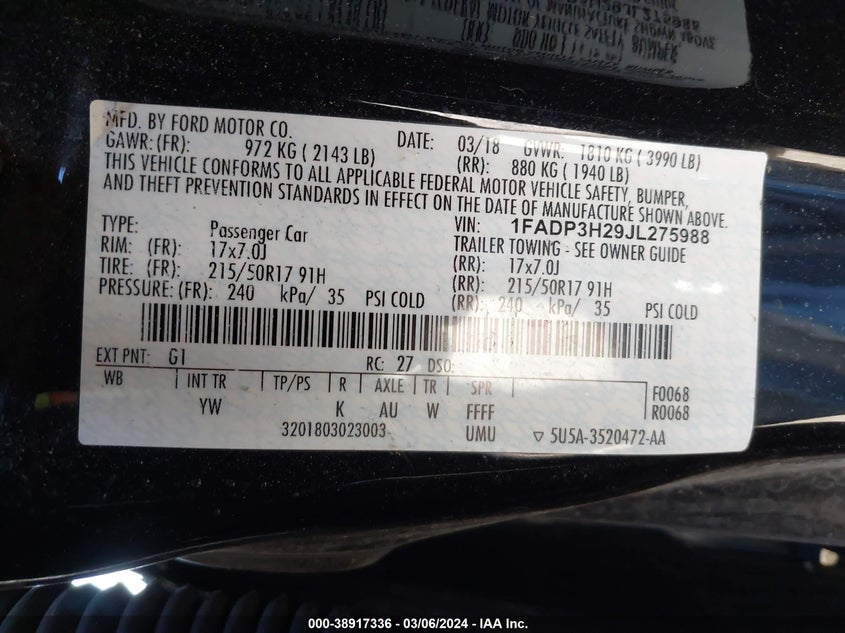 MFD. BY FORD MOTOR CO. DATE: 03/18 GVWR: 1810 KG ( 3990 LB)
GAWR: (FR): 972 KG ( 2143 LB) (RR): 880 KG ( 1940 LB)
THIS VEHICLE CONFORMS TO ALL APPLICABLE FEDERAL MOTOR VEHICLE SAFETY, BUMPER,
AND THEFT PREVENTION STANDARDS IN EFFECT ON THE DATE OF MANUFACTURE SHOWN ABOVE.
TYPE: Passenger Car VIN: 1FADP3H29JL275988
TRAILER TOWING - SEE OWNER GUIDE
RIM: (FR): 17x7.0J (RR): 17x7.0J
TIRE: (FR): 215/50R17 91H (RR): 215/50R17 91H
PRESSURE: (FR): 240 kPa/ 35 PSI COLD (RR): 240 kPa/ 35 PSI COLD
EXT PNT: G1 RC: 27 DSO:
WB INT TR TP/PS R AXLE TR SPR F0068
YW K AU W FFFF R0068
3201803023003 UMU ▽ 5U5A-3520472-AA
000-38917336 - 03/06/2024 - IAA Inc.